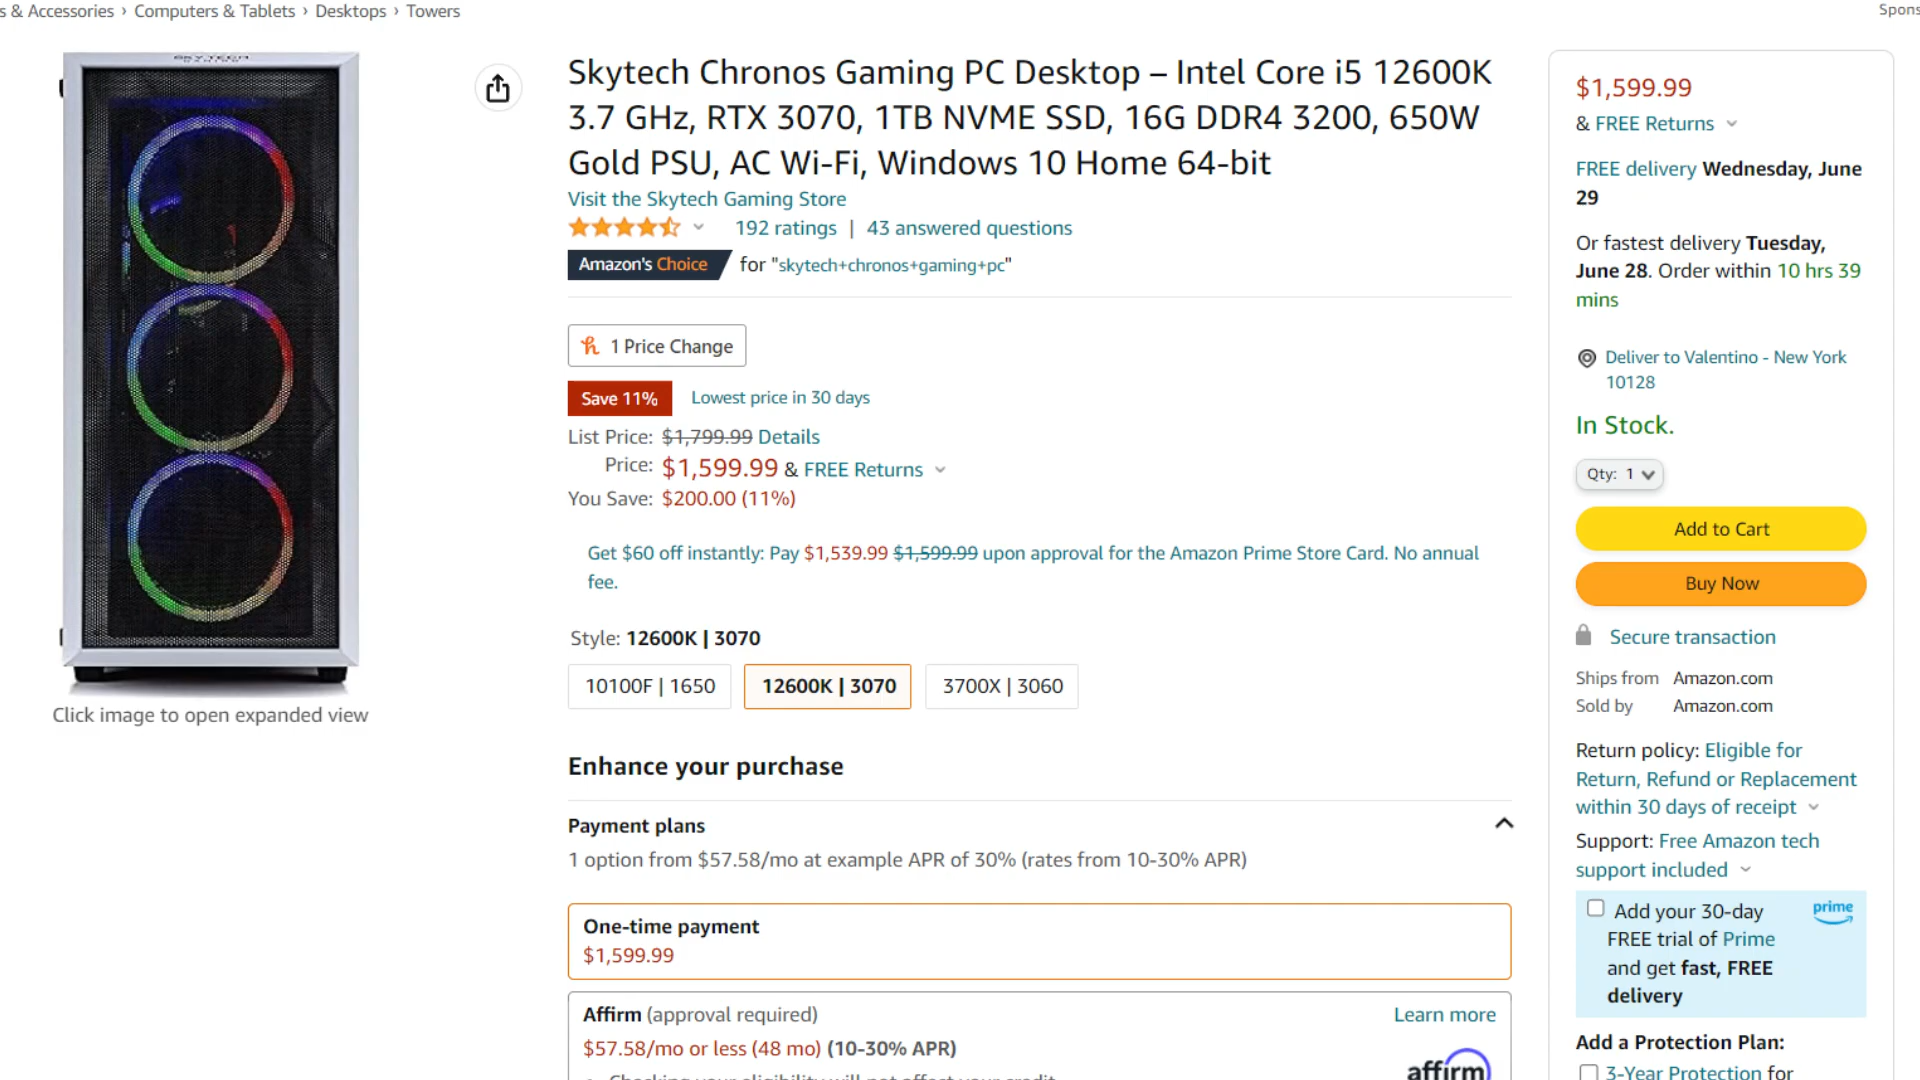 s & Accessories › Computers & Tablets › Desktops › Towers
Spons
SKYTECH
Skytech Chronos Gaming PC Desktop – Intel Core i5 12600K
3.7 GHz, RTX 3070, 1TB NVME SSD, 16G DDR4 3200, 650W
Gold PSU, AC Wi-Fi, Windows 10 Home 64-bit
Visit the Skytech Gaming Store
192 ratings | 43 answered questions
Amazon's Choice for "skytech+chronos+gaming+pc"
1 Price Change
Save 11% Lowest price in 30 days
List Price: $1,799.99 Details
Price: $1,599.99 & FREE Returns
You Save: $200.00 (11%)
Get $60 off instantly: Pay $1,539.99 $1,599.99 upon approval for the Amazon Prime Store Card. No annual
fee.
Style: 12600K | 3070
10100F | 1650 12600K | 3070 3700X | 3060
Click image to open expanded view
Enhance your purchase
Payment plans
1 option from $57.58/mo at example APR of 30% (rates from 10-30% APR)
One-time payment
$1,599.99
Affirm (approval required) Learn more
$57.58/mo or less (48 mo) (10-30% APR)
affirm
Checking your eligibility will not affect your credit
$1,599.99
& FREE Returns
FREE delivery Wednesday, June
29
Or fastest delivery Tuesday,
June 28. Order within 10 hrs 39
mins
Deliver to Valentino - New York
10128
In Stock.
Qty: 1
Add to Cart
Buy Now
Secure transaction
Ships from Amazon.com
Sold by Amazon.com
Return policy: Eligible for
Return, Refund or Replacement
within 30 days of receipt
Support: Free Amazon tech
support included
Add your 30-day prime
FREE trial of Prime
and get fast, FREE
delivery
Add a Protection Plan:
3-Year Protection for